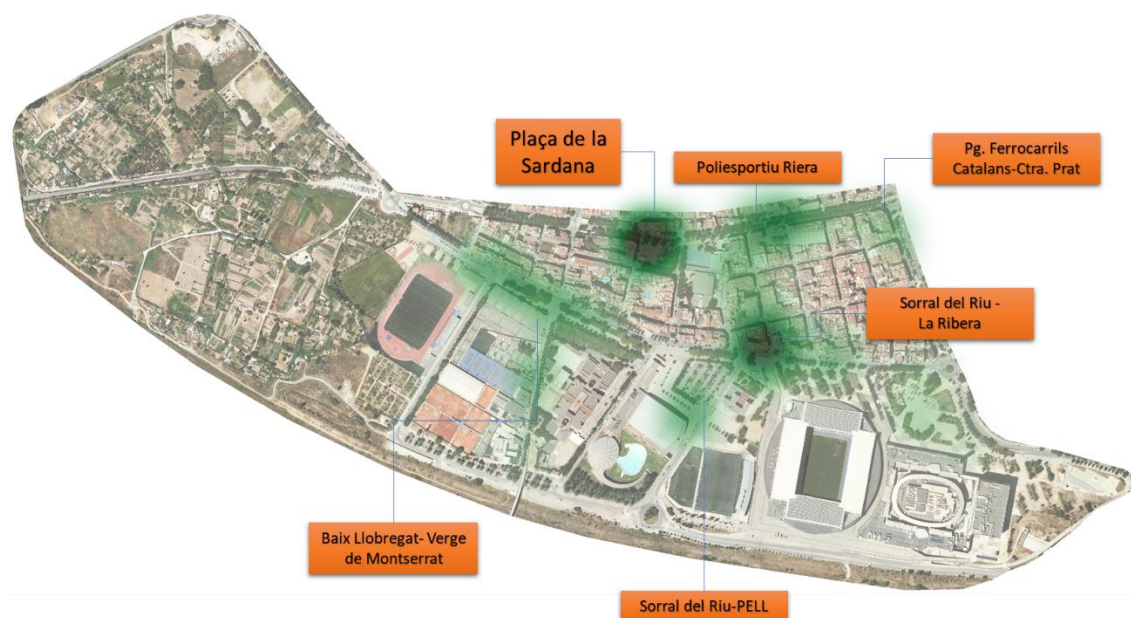 Plaça de la
Sardana
Poliesportiu Riera
Pg. Ferrocarrils
Catalans-Ctra. Prat
Sorral del Riu -
La Ribera
Baix Llobregat- Verge
de Montserrat
Sorral del Riu-PELL